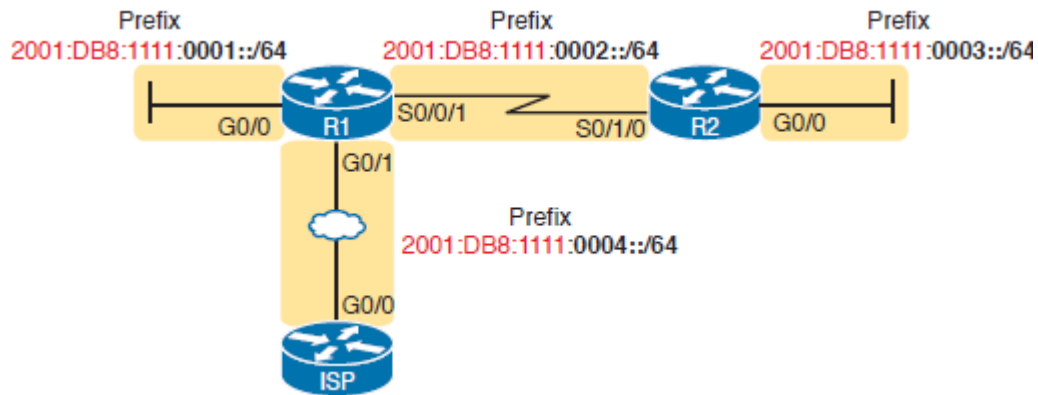 Prefix
2001:DB8:1111:0001::/64
Prefix
2001:DB8:1111:0002::/64
Prefix
2001:DB8:1111:0003::/64
G0/0
R1
S0/0/1
S0/1/0
R2
G0/0
G0/1
Prefix
2001:DB8:1111:0004::/64
G0/0
ISP